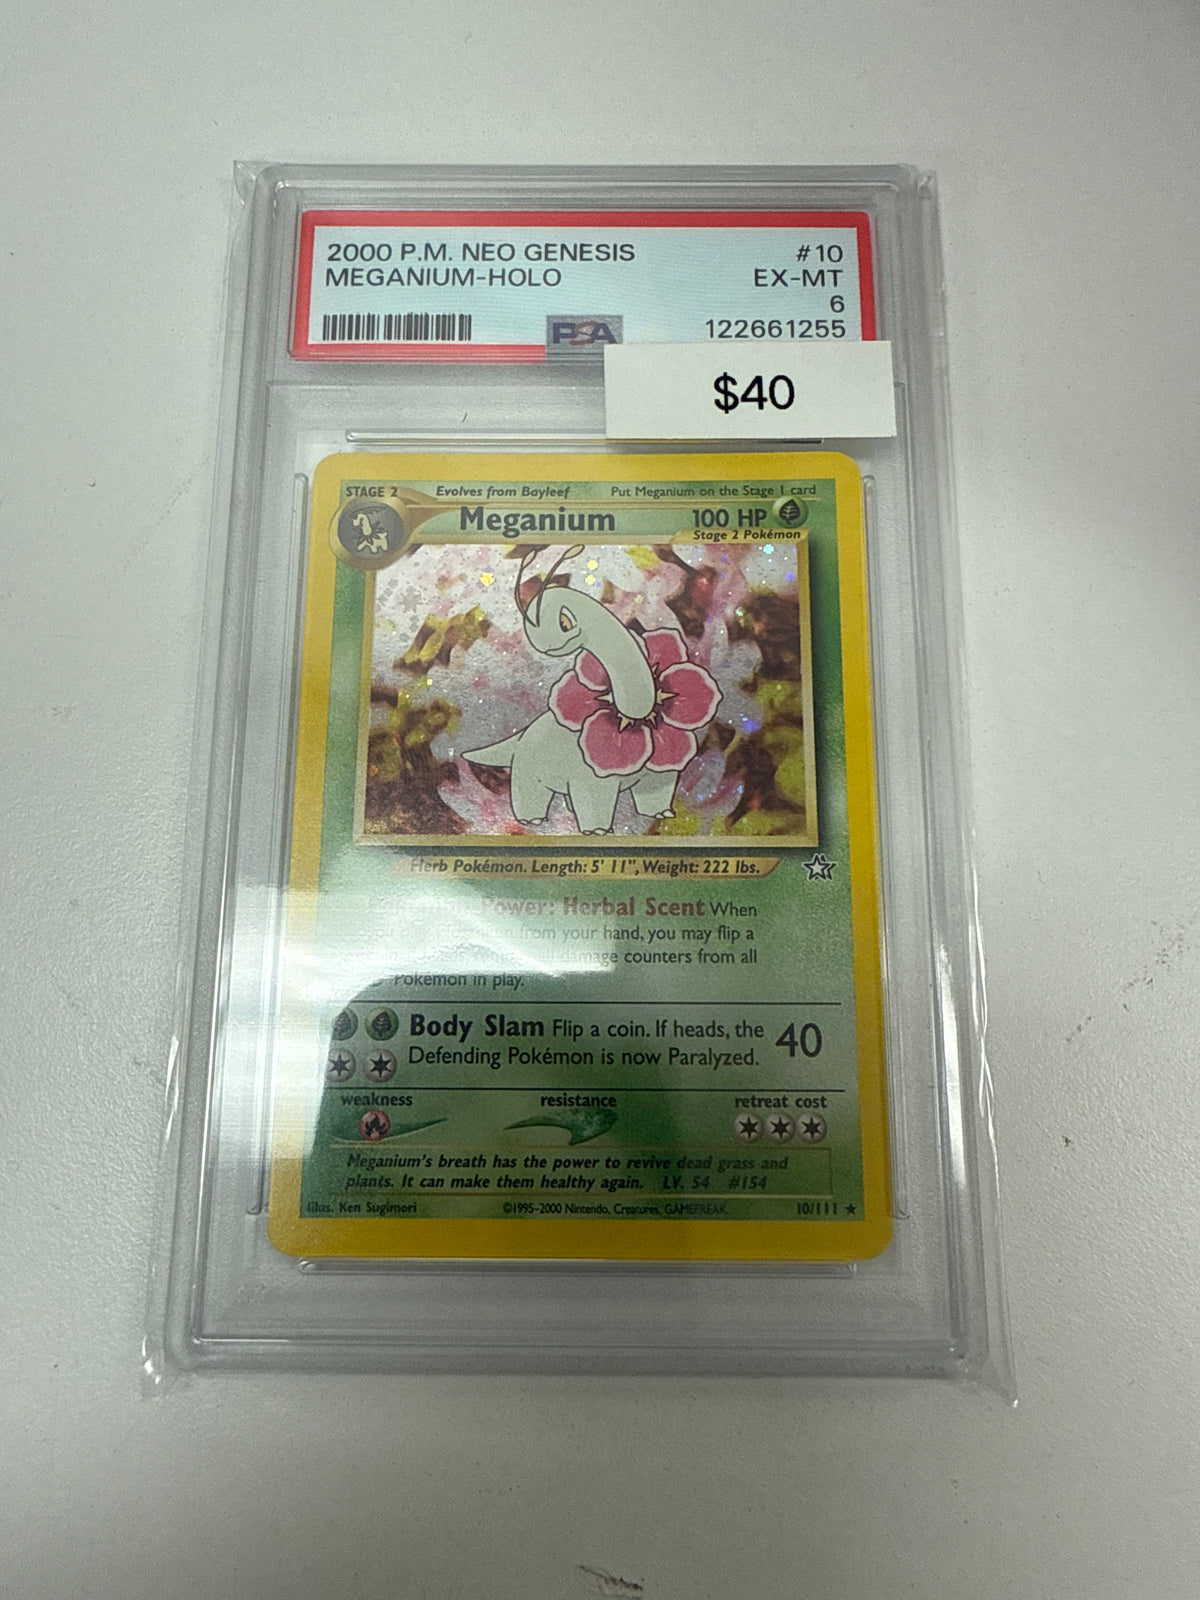 2000 P.M. NEO GENESIS #10
MEGANIUM-HOLO EX-MT
6
PSA 122661255
$40
STAGE 2 Evolves from Bayleef Put Meganium on the Stage 1 card
Meganium 100 HP
Stage 2 Pokémon
Herb Pokémon. Length: 5' 11", Weight: 222 lbs.
Power: Herbal Scent When
from your hand, you may flip a
all damage counters from all
Pokémon in play.
Body Slam Flip a coin. If heads, the 40
Defending Pokémon is now Paralyzed.
weakness resistance retreat cost
Meganium's breath has the power to revive dead grass and
plants. It can make them healthy again. LV. 54 #154
Illus. Ken Sugimori ©1995-2000 Nintendo, Creatures, GAMEFREAK. 10/111 ★